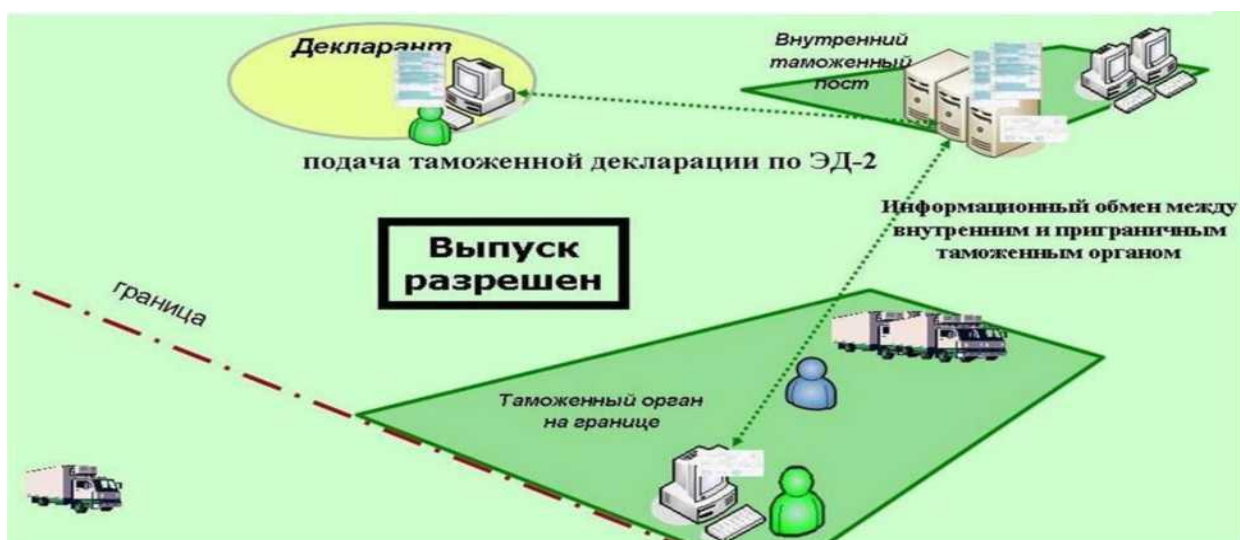 Декларант
Внутренний
таможенный
пост
подача таможенной декларации по ЭД-2
Информационный обмен между
внутренним и приграничным
таможенным органом
Выпуск
разрешен
граница
Таможенный орган
на границе